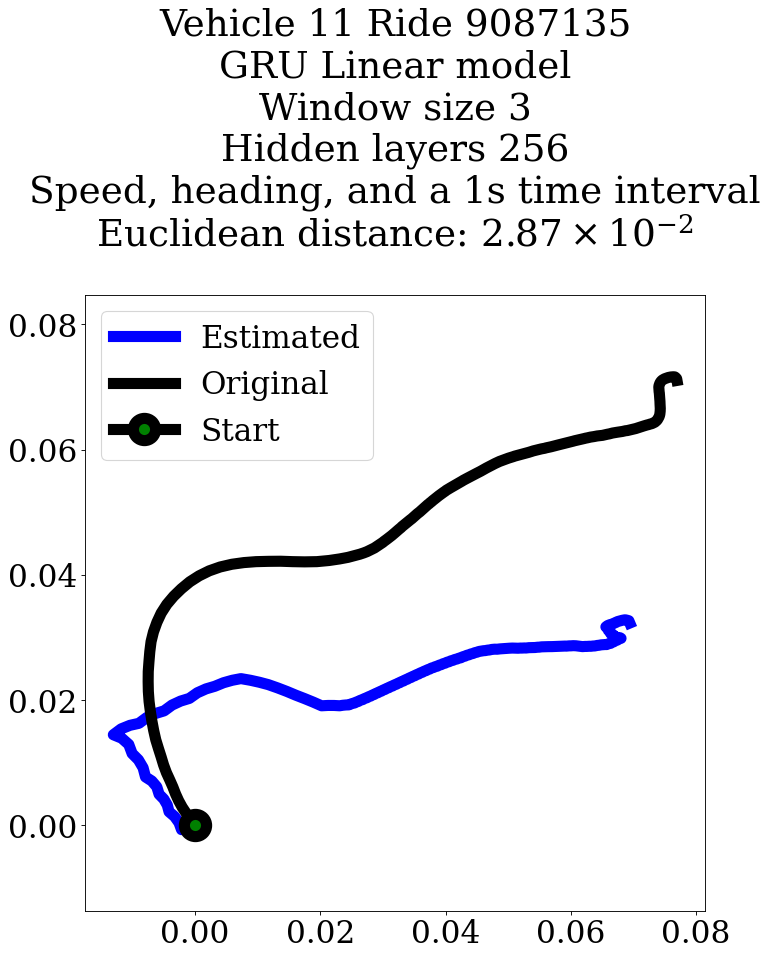 Vehicle 11 Ride 9087135
GRU Linear model
Window size 3
Hidden layers 256
Speed, heading, and a 1s time interval
Euclidean distance: 2.87 × 10⁻²
Estimated
Original
Start
0.08
0.06
0.04
0.02
0.00
0.00 0.02 0.04 0.06 0.08